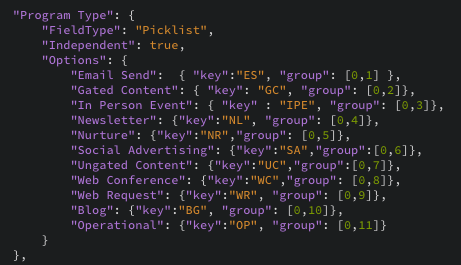 "Program Type": {
"FieldType": "Picklist",
"Independent": true,
"Options": {
"Email Send":  { "key":"ES", "group": [0,1] },
"Gated Content": { "key": "GC", "group": [0,2]},
"In Person Event": { "key" : "IPE", "group": [0,3]},
"Newsletter": {"key":"NL", "group": [0,4]},
"Nurture": {"key":"NR","group": [0,5]},
"Social Advertising": {"key":"SA","group":[0,6]},
"Ungated Content": {"key":"UC","group":[0,7]},
"Web Conference": {"key":"WC","group": [0,8]},
"Web Request": {"key":"WR", "group": [0,9]},
"Blog": {"key":"BG", "group": [0,10]},
"Operational": {"key":"OP", "group": [0,11]}
}
},